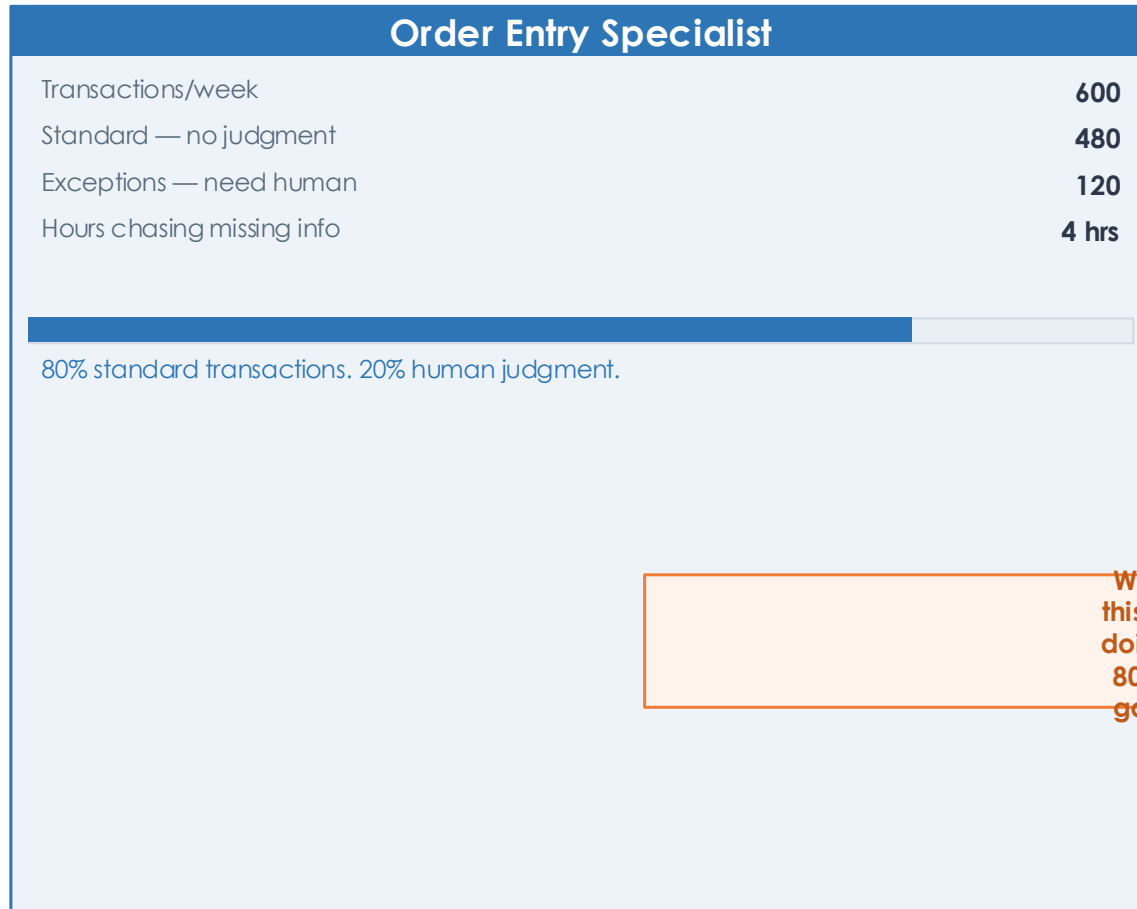 Order Entry Specialist
Transactions/week 600
Standard — no judgment 480
Exceptions — need human 120
Hours chasing missing info 4 hrs
80% standard transactions. 20% human judgment.
80